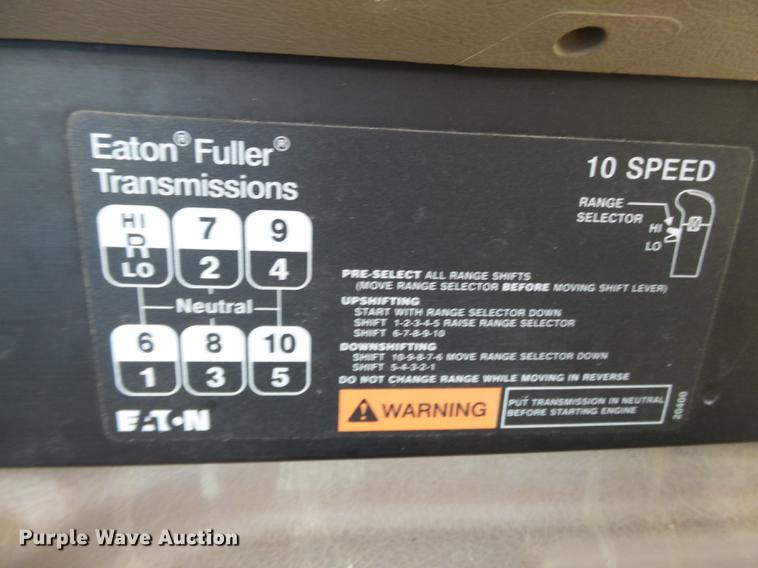 Eaton® Fuller®
Transmissions
10 SPEED
RANGE
SELECTOR
HI
LO
HI
R
LO
7
2
9
4
Neutral
6
1
8
3
10
5
PRE-SELECT ALL RANGE SHIFTS
(MOVE RANGE SELECTOR BEFORE MOVING SHIFT LEVER)
UPSHIFTING
START WITH RANGE SELECTOR DOWN
SHIFT 1-2-3-4-5 RAISE RANGE SELECTOR
SHIFT 6-7-8-9-10
DOWNSHIFTING
SHIFT 10-9-8-7-6 MOVE RANGE SELECTOR DOWN
SHIFT 5-4-3-2-1
DO NOT CHANGE RANGE WHILE MOVING IN REVERSE
WARNING
PUT TRANSMISSION IN NEUTRAL
BEFORE STARTING ENGINE
20400
EATON
Purple Wave Auction